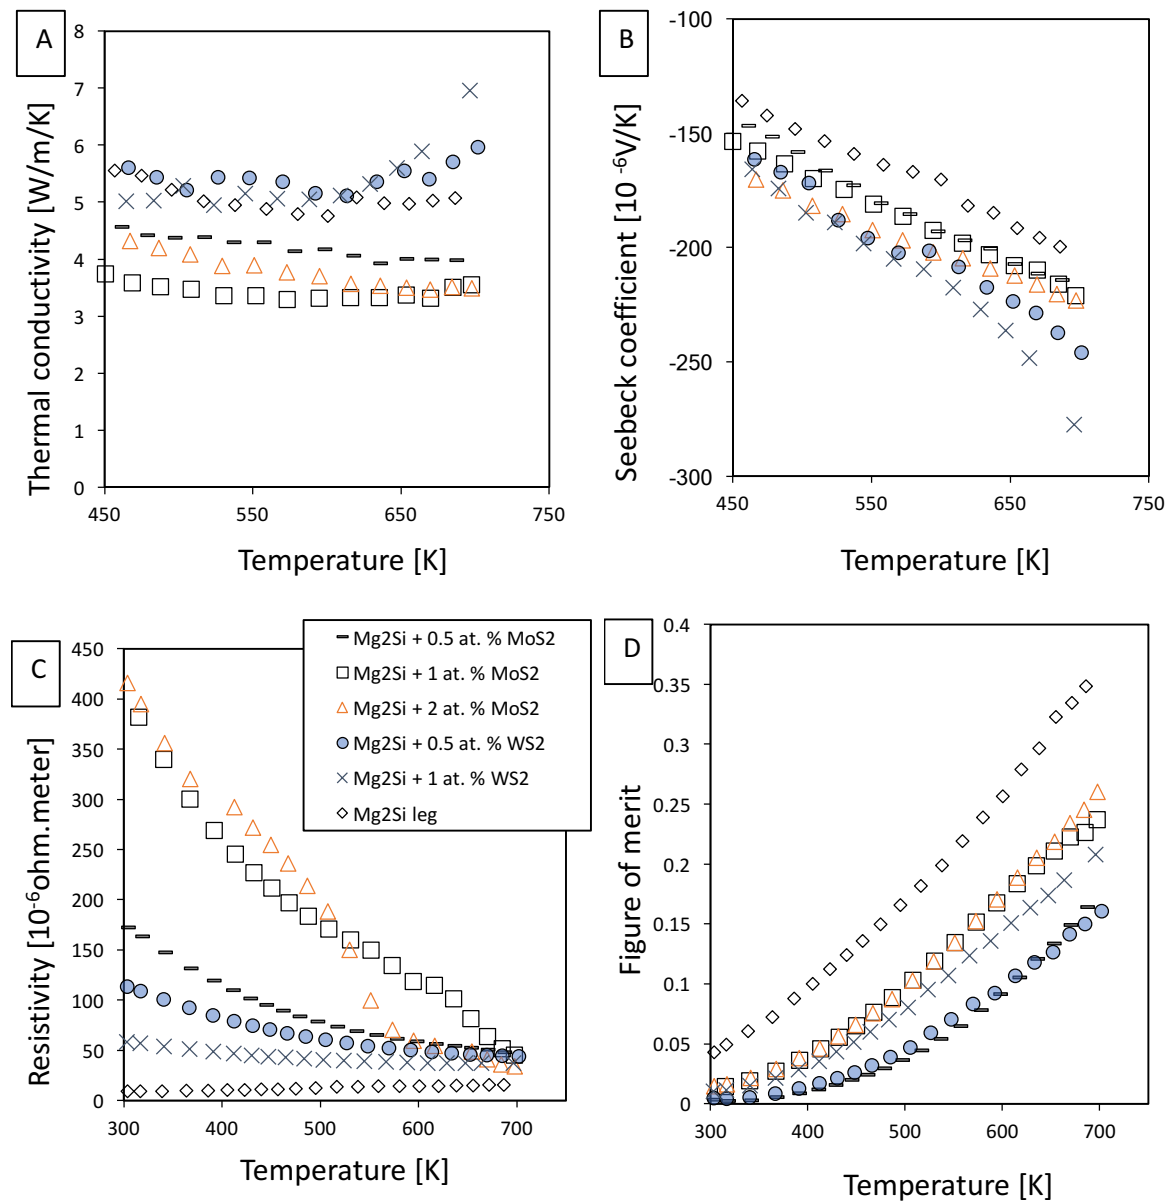 A
Thermal conductivity [W/m/K]
8
7
6
5
4
3
2
1
0
450
550
650
750
Temperature [K]
B
Seebeck coefficient [10 -6V/K]
-100
-150
-200
-250
-300
450
550
650
750
Temperature [K]
C
Resistivity [10-6ohm.meter]
450
400
350
300
250
200
150
100
50
0
300
400
500
600
700
Temperature [K]
Mg2Si + 0.5 at. % MoS2
Mg2Si + 1 at. % MoS2
Mg2Si + 2 at. % MoS2
Mg2Si + 0.5 at. % WS2
Mg2Si + 1 at. % WS2
Mg2Si leg
D
Figure of merit
0.4
0.35
0.3
0.25
0.2
0.15
0.1
0.05
0
300
400
500
600
700
Temperature [K]